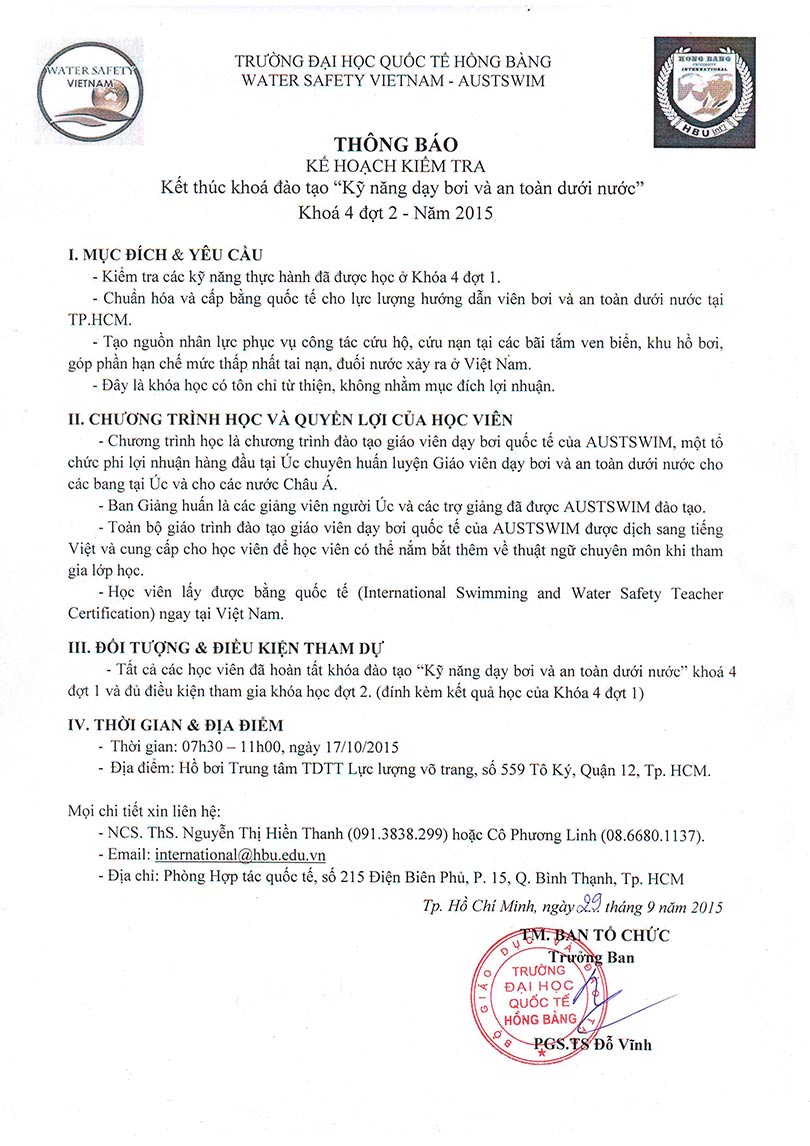 WATER SAFETY
VIETNAM
TRƯỜNG ĐẠI HỌC QUỐC TẾ HỒNG BÀNG
WATER SAFETY VIETNAM - AUSTSWIM
HONG BANG
UNIVERSITY
INTERNATIONAL
HBU
THÔNG BÁO
KẾ HOẠCH KIỂM TRA
Kết thúc khoá đào tạo “Kỹ năng dạy bơi và an toàn dưới nước”
Khoá 4 đợt 2 - Năm 2015
I. MỤC ĐÍCH & YÊU CẦU
- Kiểm tra các kỹ năng thực hành đã được học ở Khóa 4 đợt 1.
- Chuẩn hóa và cấp bằng quốc tế cho lực lượng hướng dẫn viên bơi và an toàn dưới nước tại
TP.HCM.
- Tạo nguồn nhân lực phục vụ công tác cứu hộ, cứu nạn tại các bãi tắm ven biển, khu hồ bơi,
góp phần hạn chế mức thấp nhất tai nạn, đuối nước xảy ra ở Việt Nam.
- Đây là khóa học có tôn chỉ từ thiện, không nhằm mục đích lợi nhuận.
II. CHƯƠNG TRÌNH HỌC VÀ QUYỀN LỢI CỦA HỌC VIÊN
- Chương trình học là chương trình đào tạo giáo viên dạy bơi quốc tế của AUSTSWIM, một tổ
chức phi lợi nhuận hàng đầu tại Úc chuyên huấn luyện Giáo viên dạy bơi và an toàn dưới nước cho
các bang tại Úc và cho các nước Châu Á.
- Ban Giảng huấn là các giảng viên người Úc và các trợ giảng đã được AUSTSWIM đào tạo.
- Toàn bộ giáo trình đào tạo giáo viên dạy bơi quốc tế của AUSTSWIM được dịch sang tiếng
Việt và cung cấp cho học viên để học viên có thể nắm bắt thêm về thuật ngữ chuyên môn khi tham
gia lớp học.
- Học viên lấy được bằng quốc tế (International Swimming and Water Safety Teacher
Certification) ngay tại Việt Nam.
III. ĐỐI TƯỢNG & ĐIỀU KIỆN THAM DỰ
- Tất cả các học viên đã hoàn tất khóa đào tạo “Kỹ năng dạy bơi và an toàn dưới nước” khoá 4
đợt 1 và đủ điều kiện tham gia khóa học đợt 2. (đính kèm kết quả học của Khóa 4 đợt 1)
IV. THỜI GIAN & ĐỊA ĐIỂM
- Thời gian: 07h30 – 11h00, ngày 17/10/2015
- Địa điểm: Hồ bơi Trung tâm TDTT Lực lượng võ trang, số 559 Tô Ký, Quận 12, Tp. HCM.
Mọi chi tiết xin liên hệ:
- NCS. ThS. Nguyễn Thị Hiền Thanh (091.3838.299) hoặc Cô Phương Linh (08.6680.1137).
- Email: international@hbu.edu.vn
- Địa chỉ: Phòng Hợp tác quốc tế, số 215 Điện Biên Phủ, P. 15, Q. Bình Thạnh, Tp. HCM
Tp. Hồ Chí Minh, ngày 29 tháng 9 năm 2015
TM. BAN TỔ CHỨC
Trưởng Ban
BỘ GIÁO DỤC VÀ ĐÀO TẠO
TRƯỜNG
ĐẠI HỌC
QUỐC TẾ
HỒNG BÀNG
PGS.TS Đỗ Vĩnh